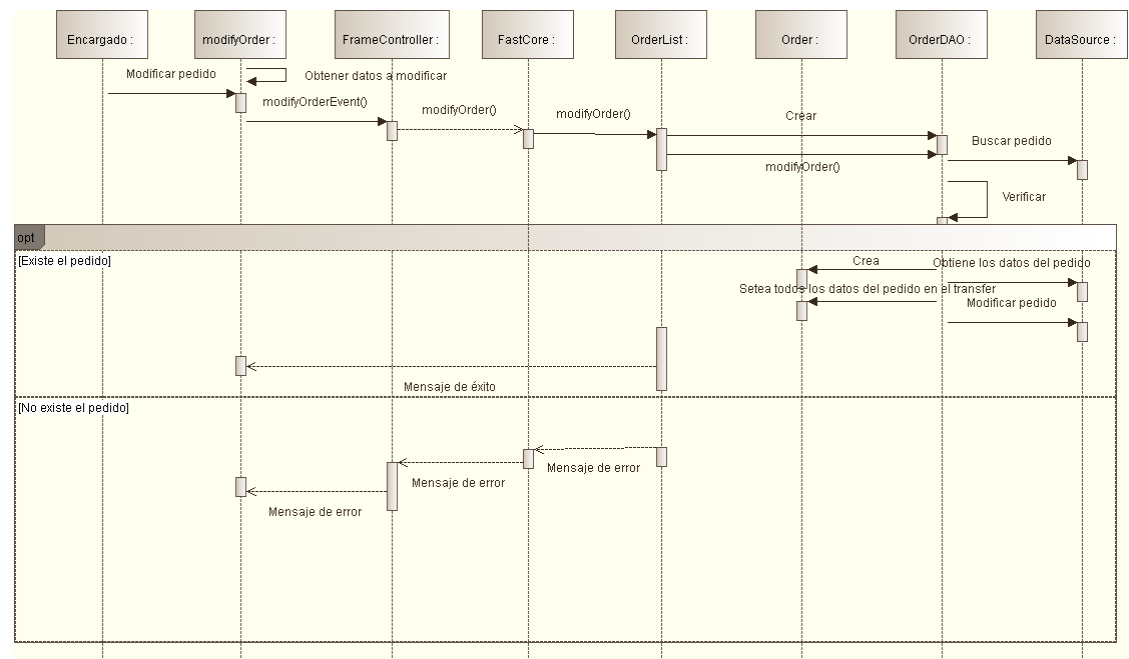 Encargado :
modifyOrder :
FrameController :
FastCore :
OrderList :
Order :
OrderDAO :
DataSource :
Modificar pedido
Obtener datos a modificar
modifyOrderEvent()
modifyOrder()
modifyOrder()
Crear
modifyOrder()
Buscar pedido
Verificar
opt
[Existe el pedido]
Crea
Obtiene los datos del pedido
Setea todos los datos del pedido en el transfer
Modificar pedido
Mensaje de éxito
[No existe el pedido]
Mensaje de error
Mensaje de error
Mensaje de error